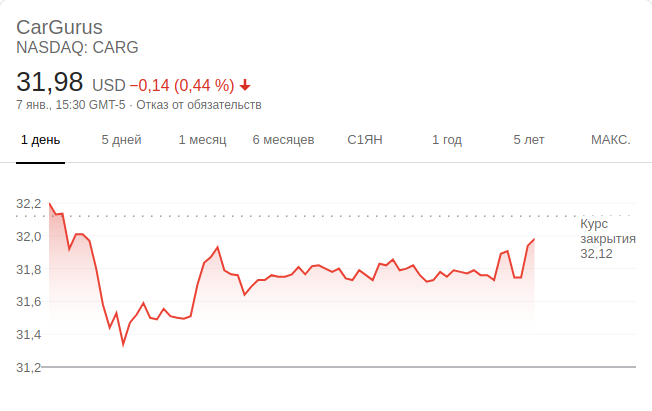 CarGurus
NASDAQ: CARG
31,98 USD −0,14 (0,44 %)
7 янв., 15:30 GMT-5 · Отказ от обязательств
1 день 5 дней 1 месяц 6 месяцев С1ЯН 1 год 5 лет МАКС.
32,2
32,0
31,8
31,6
31,4
31,2
Курс
закрытия
32,12